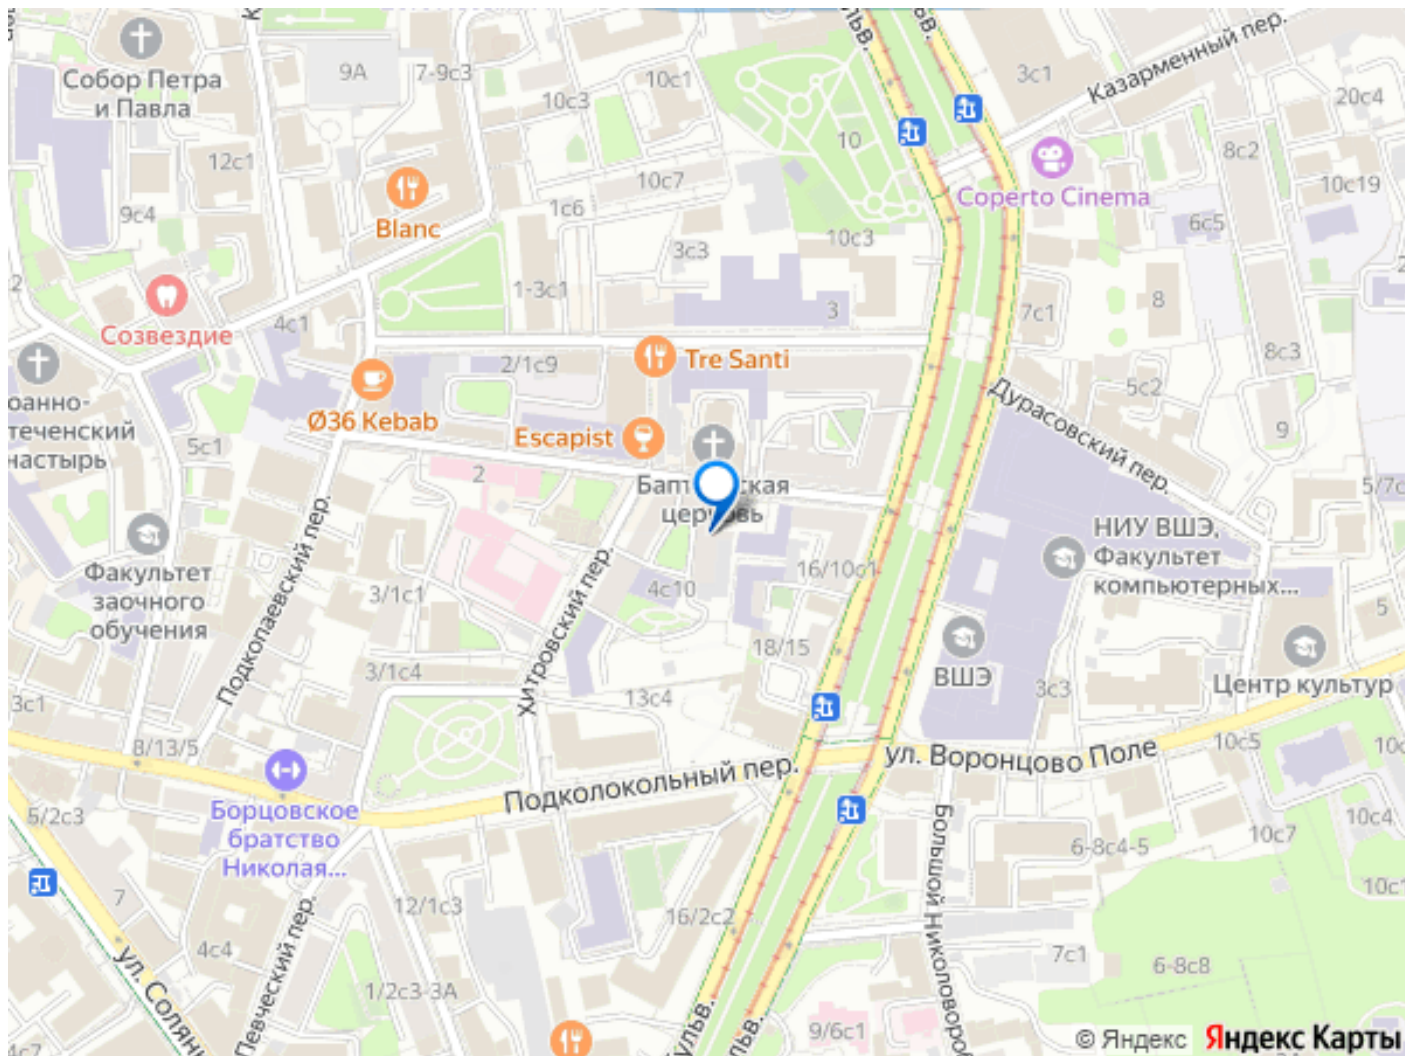 Собор Петра
и Павла
9А
7-9с3
10с1
10с3
12с1
9с4
Blanc
10с7
1с6
3с3
10
10с3
3с1
Казарменный пер.
20с4
8с2
10с19
6с5
Coperto Cinema
1-3с1
3
7с1
8
8с3
Созвездие
4с1
2/1с9
Tre Santi
Ø36 Kebab
Escapist
5с1
2
5с2
9
Дурасовский пер.
5/7с
Баптистская
церковь
НИУ ВШЭ,
Факультет
компьютерных...
Факультет
заочного
обучения
Подкопаевский пер.
3/1с1
Хитровский пер.
4с10
16/10с1
18/15
ВШЭ
3с3
5
Центр культур
3/1с4
13с4
3с1
8/13/5
Борцовское
братство
Николая...
Подколокольный пер.
ул. Воронцово Поле
10с5
5/2с3
10с4
10с7
6-8с4-5
7
4с4
12/1с3
16/2с2
7с1
6-8с8
1/2с3-3А
9/6с1
Певческий пер.
© Яндекс Яндекс Карты